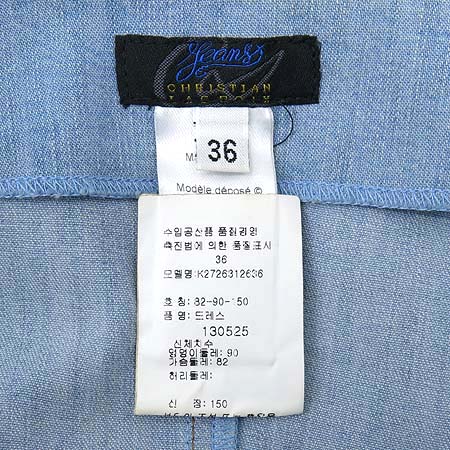 Jeans
CHRISTIAN
LACROIX
36
Modèle déposé ©
수입공산품 품질경영
촉진법에 의한 품질표시
36
모델명:K2726312636
호 칭: 82-90-150
품 명: 드레스
130525
신체치수
엉덩이둘레: 90
가슴둘레: 82
허리둘레:
신 장: 150